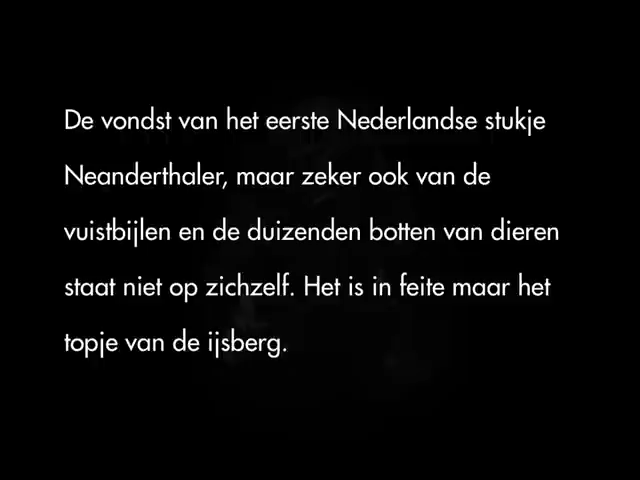 De vondst van het eerste Nederlandse stukje
Neanderthaler, maar zeker ook van de
vuistbijlen en de duizenden botten van dieren
staat niet op zichzelf. Het is in feite maar het
topje van de ijsberg.